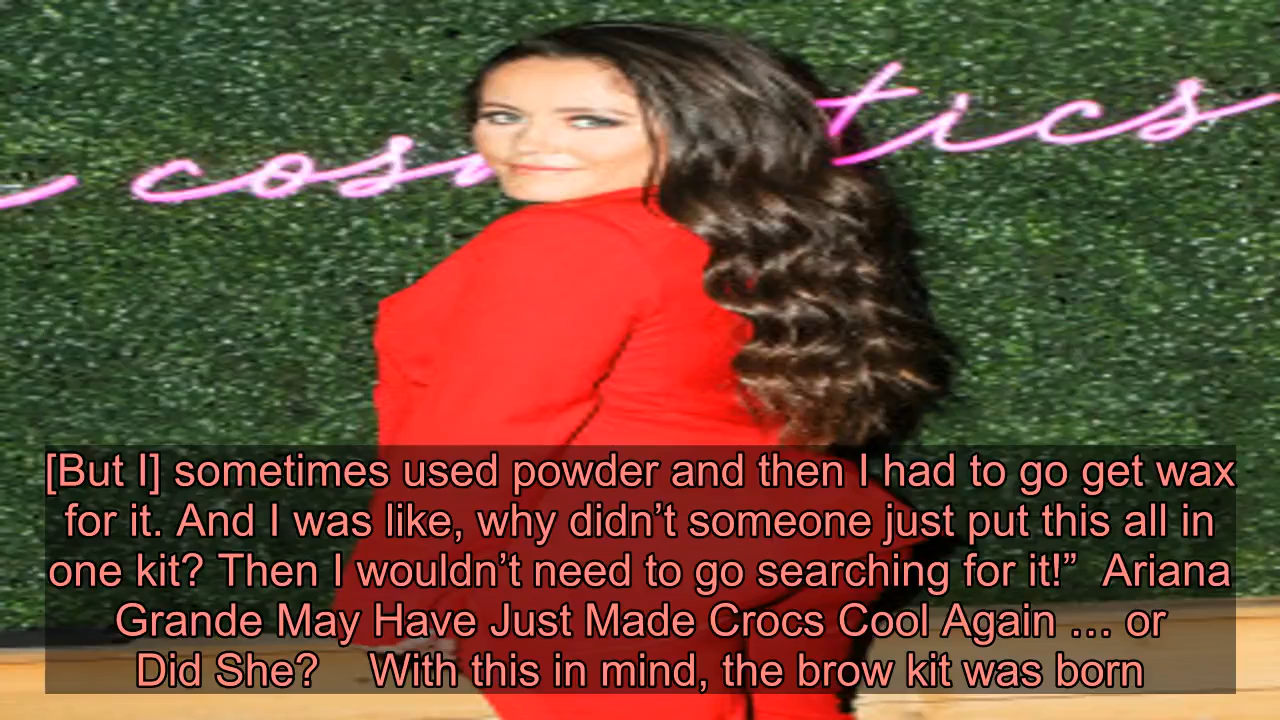 cos tics
[But I] sometimes used powder and then I had to go get wax
for it. And I was like, why didn’t someone just put this all in
one kit? Then I wouldn’t need to go searching for it!”  Ariana
Grande May Have Just Made Crocs Cool Again … or
Did She?    With this in mind, the brow kit was born